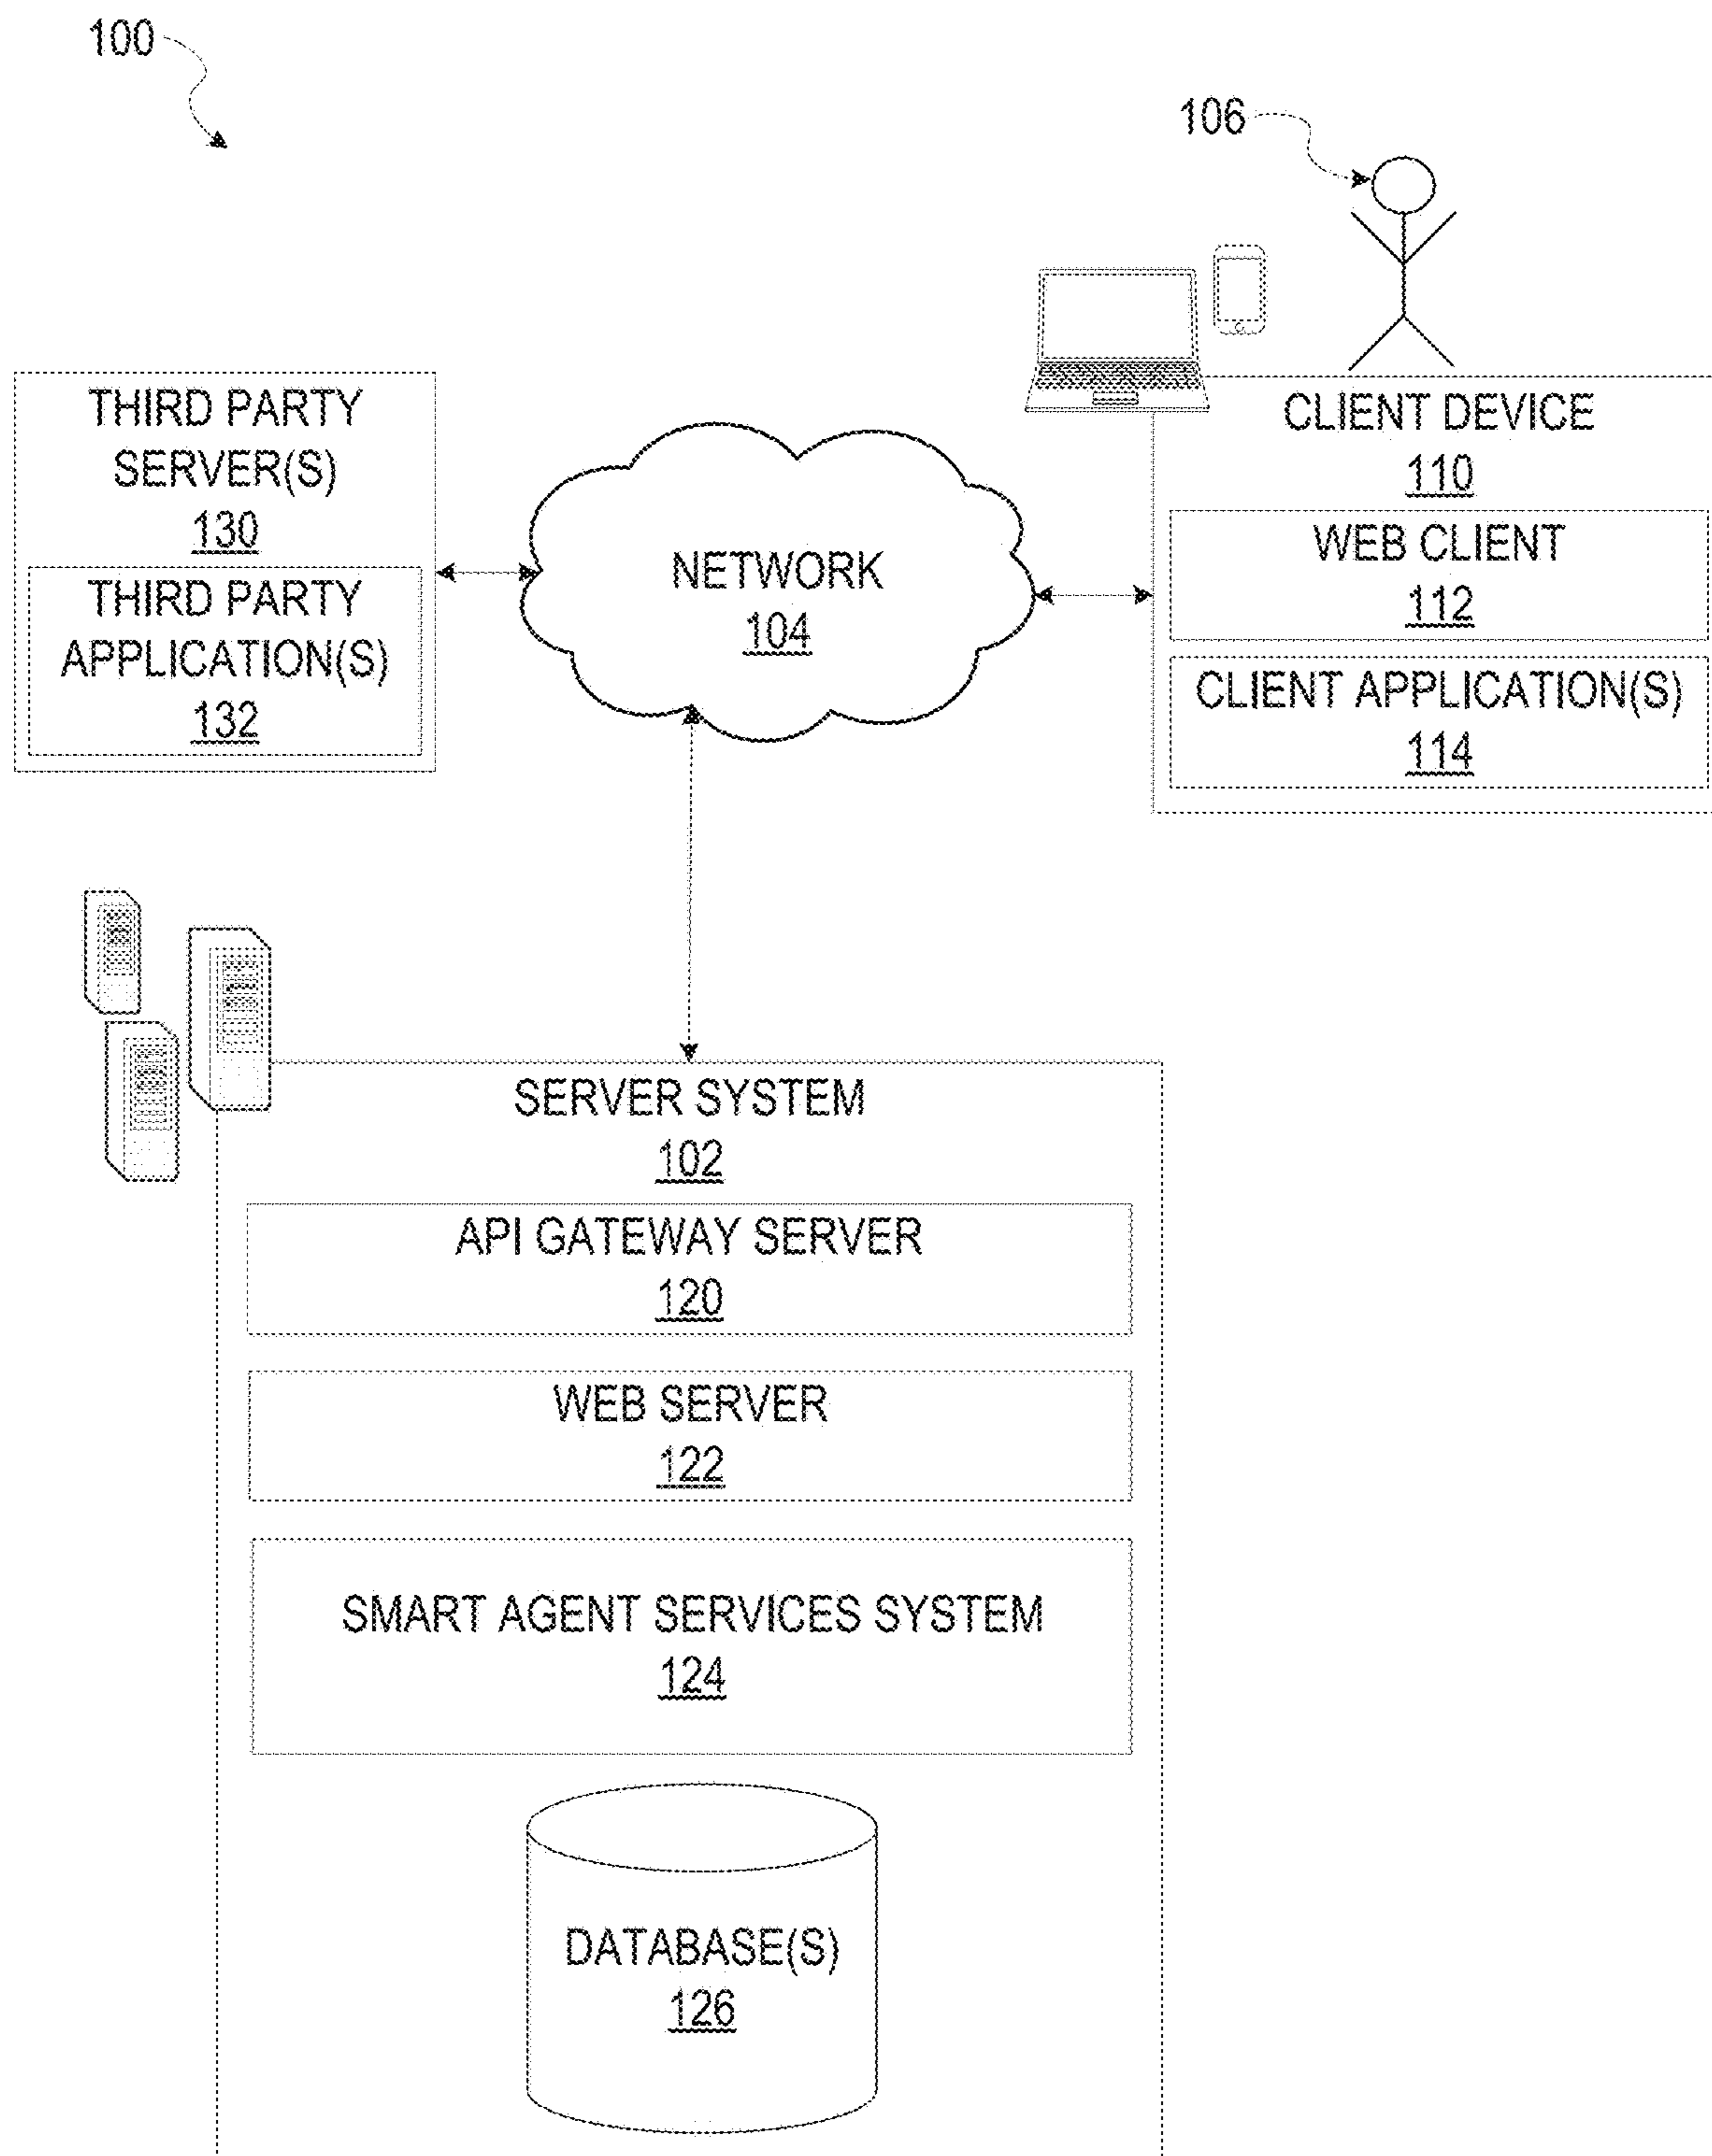 100
106
THIRD PARTY
SERVER(S)
130
THIRD PARTY
APPLICATION(S)
132
NETWORK
104
CLIENT DEVICE
110
WEB CLIENT
112
CLIENT APPLICATION(S)
114
SERVER SYSTEM
102
API GATEWAY SERVER
120
WEB SERVER
122
SMART AGENT SERVICES SYSTEM
124
DATABASE(S)
126